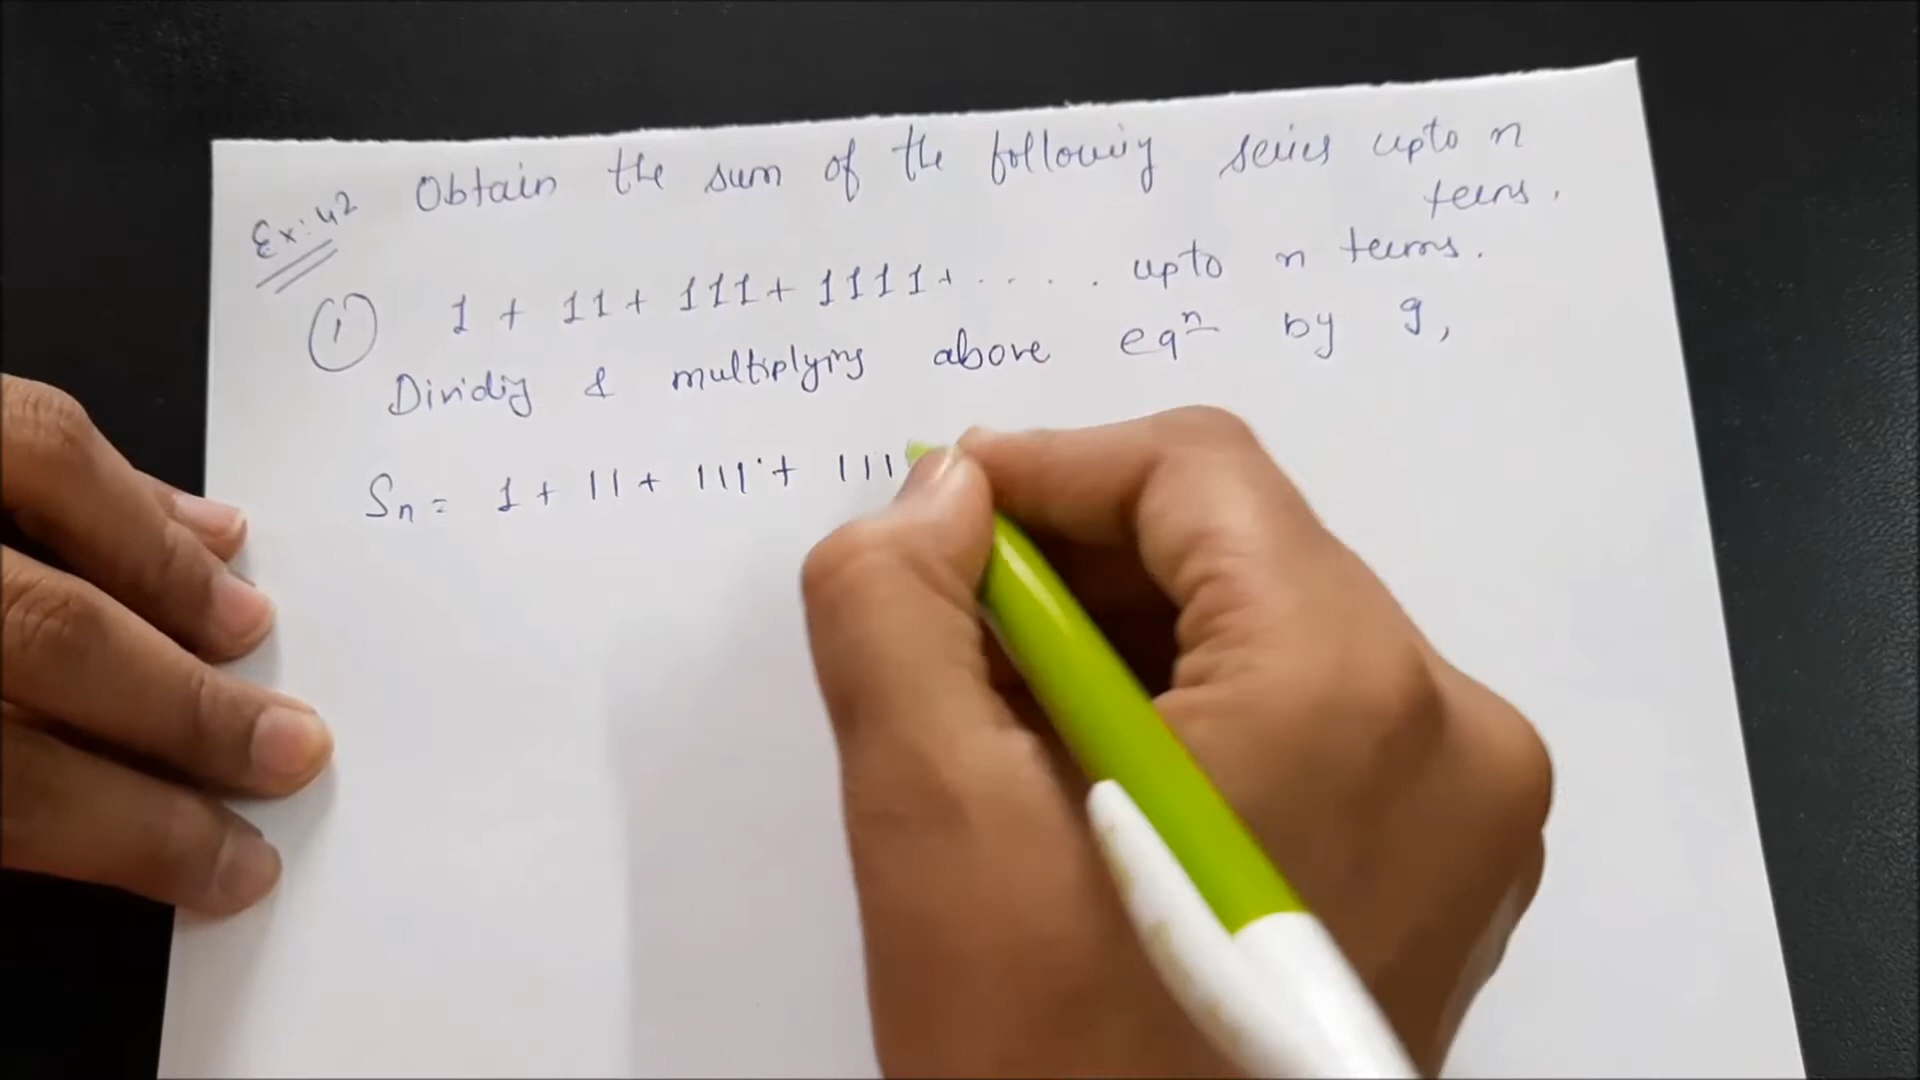 Ex: 42 Obtain the sum of the following series upto n
terms.
① 1 + 11 + 111 + 1111 + . . . . upto n terms.
Dividig & multiplying above eqⁿ by 9,
Sn = 1 + 11 + 111 + 111